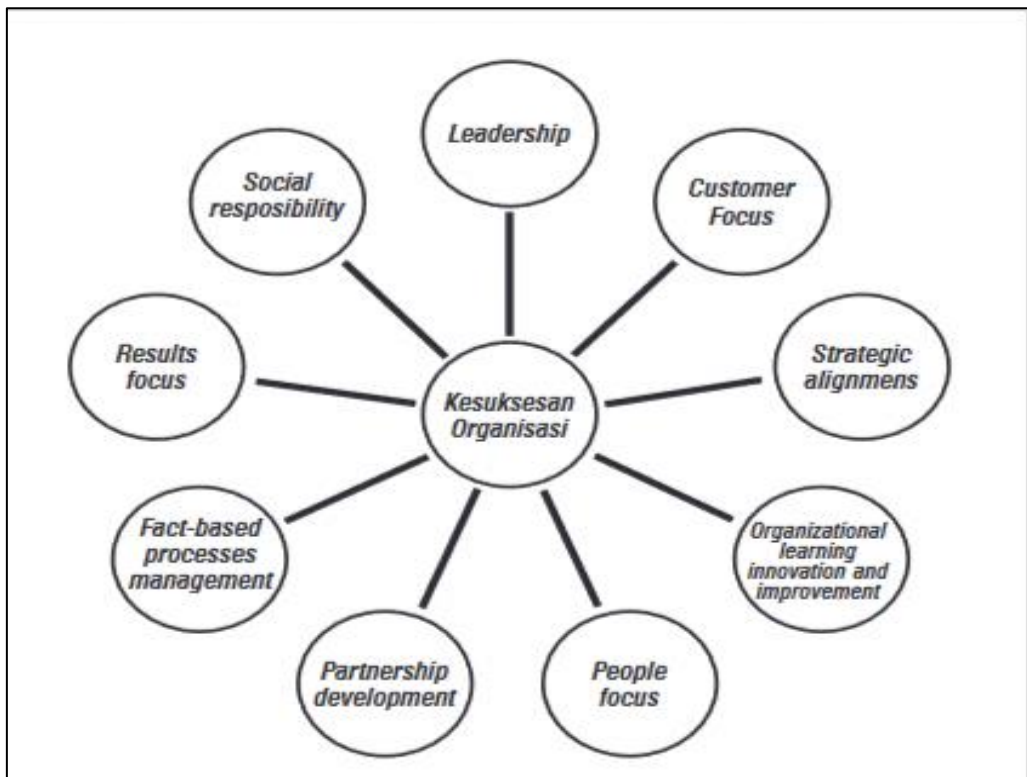 Leadership
Social
resposibility
Customer
Focus
Results
focus
Strategic
alignmens
Kesuksesan
Organisasi
Fact-based
processes
management
Organizational
learning
innovation and
improvement
Partnership
development
People
focus